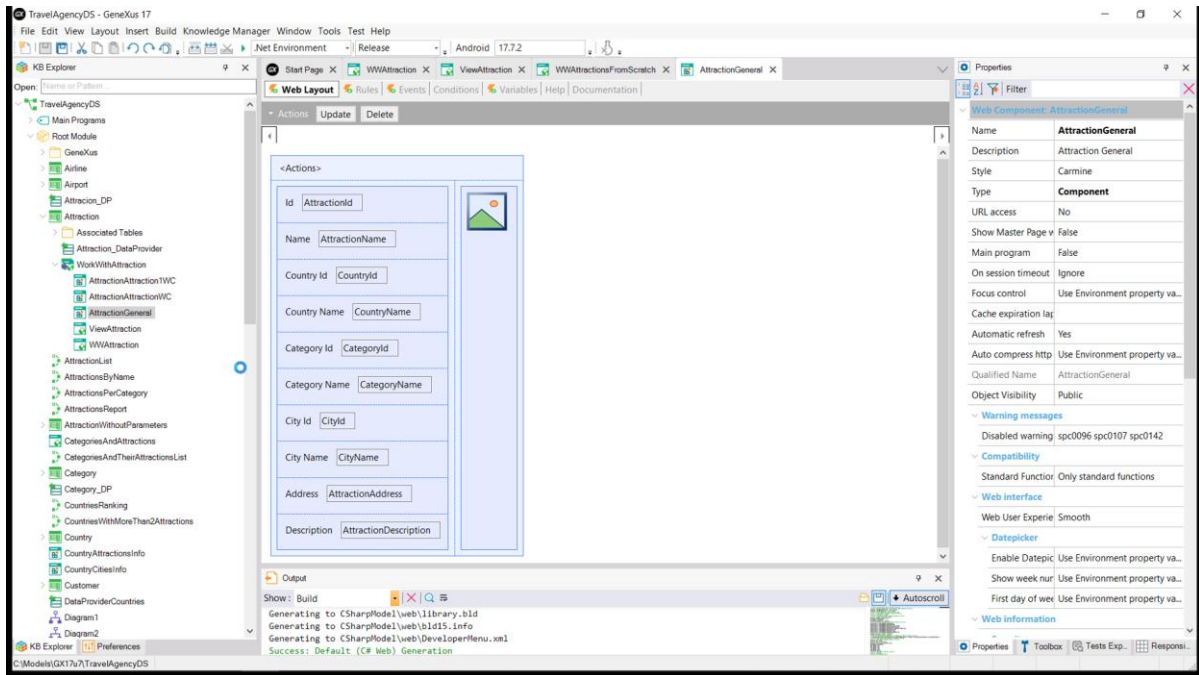 TravelAgencyDS - GeneXus 17
File Edit View Layout Insert Build Knowledge Manager Window Tools Test Help
.Net Environment Release Android 17.7.2
KB Explorer
Open: Name or Pattern...
TravelAgencyDS
Main Programs
Root Module
GeneXus
Airline
Airport
Attracion_DP
Attraction
Associated Tables
Attraction_DataProvider
WorkWithAttraction
AttractionAttraction1WC
AttractionAttractionWC
AttractionGeneral
ViewAttraction
WWAttraction
AttractionList
AttractionsByName
AttractionsPerCategory
AttractionsReport
AttractionWithoutParameters
CategoriesAndAttractions
CategoriesAndTheirAttractionsList
Category
Category_DP
CountriesRanking
CountriesWithMoreThan2Attractions
Country
CountryAttractionsInfo
CountryCitiesInfo
Customer
DataProviderCountries
Diagram1
Diagram2
KB Explorer Preferences
C:\Models\GX17u7\TravelAgencyDS
Start Page WWAttraction ViewAttraction WWAttractionsFromScratch AttractionGeneral
Web Layout Rules Events Conditions Variables Help Documentation
Actions Update Delete
<Actions>
Id AttractionId
Name AttractionName
Country Id CountryId
Country Name CountryName
Category Id CategoryId
Category Name CategoryName
City Id CityId
City Name CityName
Address AttractionAddress
Description AttractionDescription
Output
Show: Build Autoscroll
Generating to CSharpModel\web\library.bld
Generating to CSharpModel\web\bld15.info
Generating to CSharpModel\web\DeveloperMenu.xml
Success: Default (C# Web) Generation
Properties
Filter
Web Component: AttractionGeneral
Name AttractionGeneral
Description Attraction General
Style Carmine
Type Component
URL access No
Show Master Page w False
Main program False
On session timeout Ignore
Focus control Use Environment property va...
Cache expiration lap
Automatic refresh Yes
Auto compress http Use Environment property va...
Qualified Name AttractionGeneral
Object Visibility Public
Warning messages
Disabled warning spc0096 spc0107 spc0142
Compatibility
Standard Function Only standard functions
Web interface
Web User Experie Smooth
Datepicker
Enable Datepic Use Environment property va...
Show week nur Use Environment property va...
First day of wee Use Environment property va...
Web information
Properties Toolbox Tests Exp... Responsi...